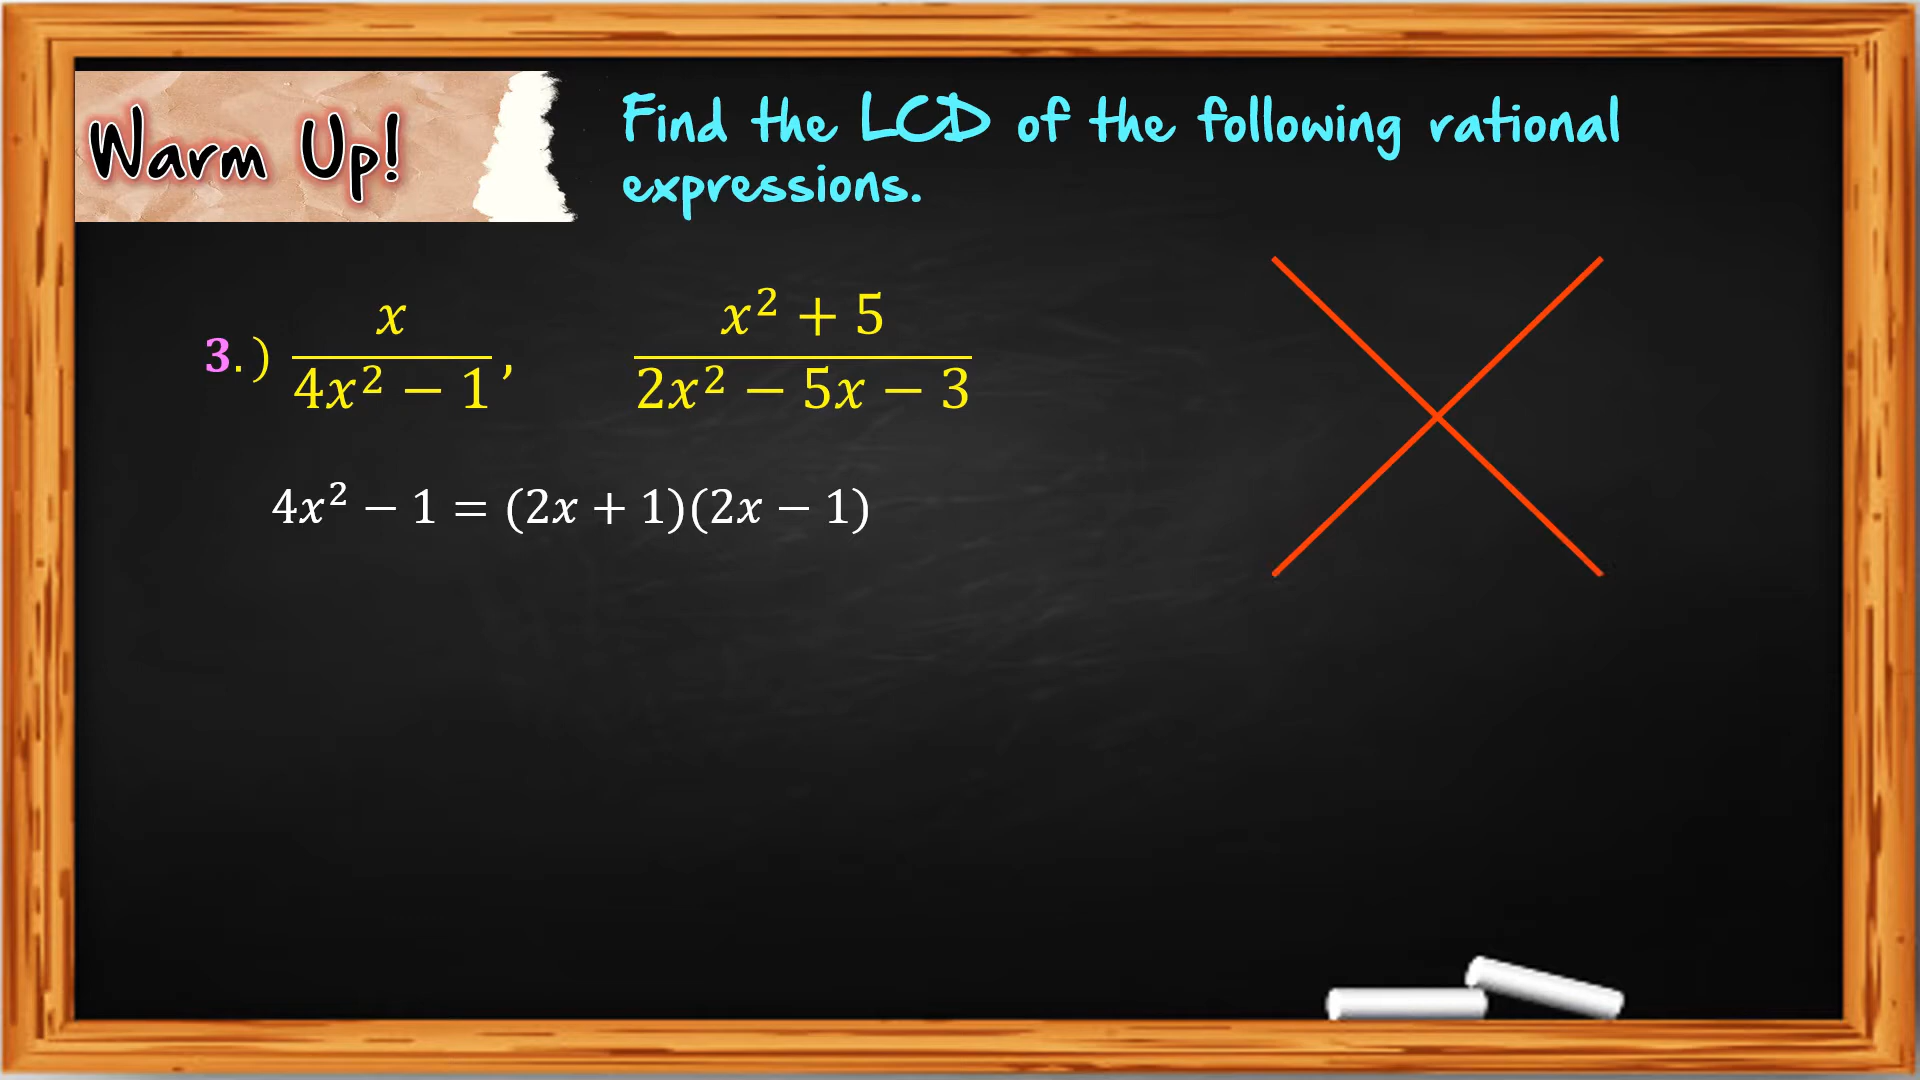 Warm Up!
Find the LCD of the following rational
expressions.
3.) x/(4x² − 1), (x² + 5)/(2x² − 5x − 3)
4x² − 1 = (2x + 1)(2x − 1)